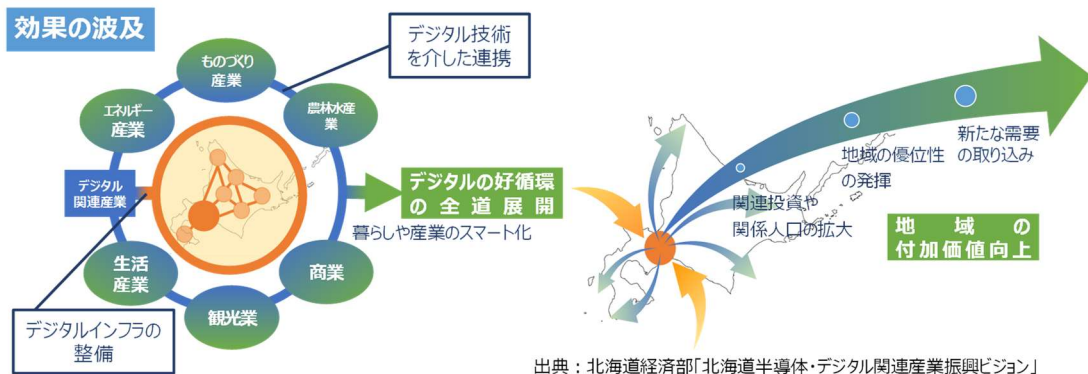 効果の波及
デジタル技術
を介した連携
ものづくり
産業
エネルギー
産業
農林水産
業
デジタル
関連産業
生活
産業
商業
観光業
デジタルインフラの
整備
デジタルの好循環
の全道展開
暮らしや産業のスマート化
新たな需要
の取り込み
地域の優位性
の発揮
関連投資や
関係人口の拡大
地域の
付加価値向上
出典：北海道経済部「北海道半導体・デジタル関連産業振興ビジョン」